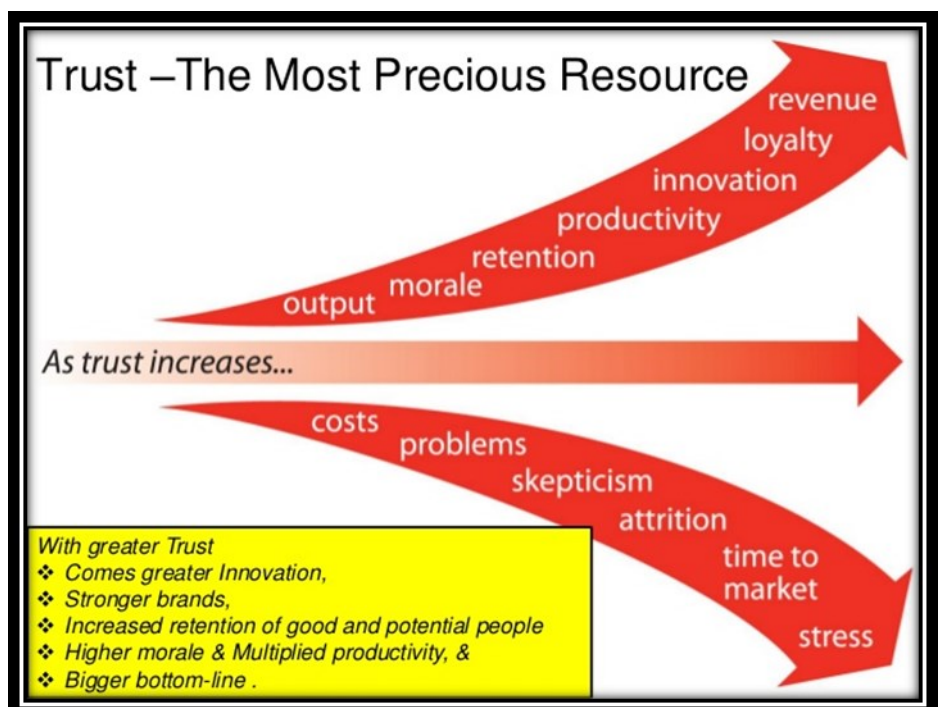 Trust –The Most Precious Resource
revenue
loyalty
innovation
productivity
retention
morale
output
As trust increases...
costs
problems
skepticism
attrition
time to
market
stress
With greater Trust
❖ Comes greater Innovation,
❖ Stronger brands,
❖ Increased retention of good and potential people
❖ Higher morale & Multiplied productivity, &
❖ Bigger bottom-line .